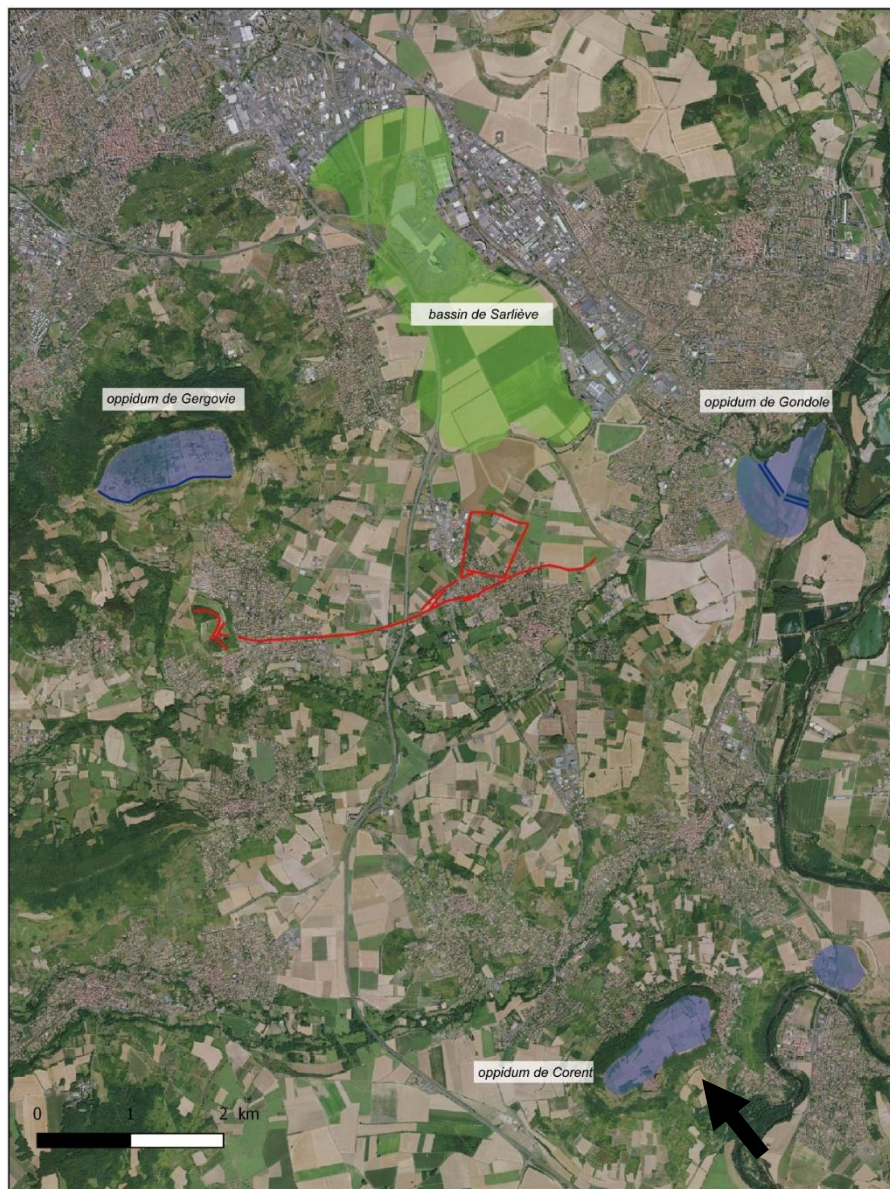 bassin de Sarliève
oppidum de Gergovie
oppidum de Gondole
oppidum de Corent
0 1 2 km